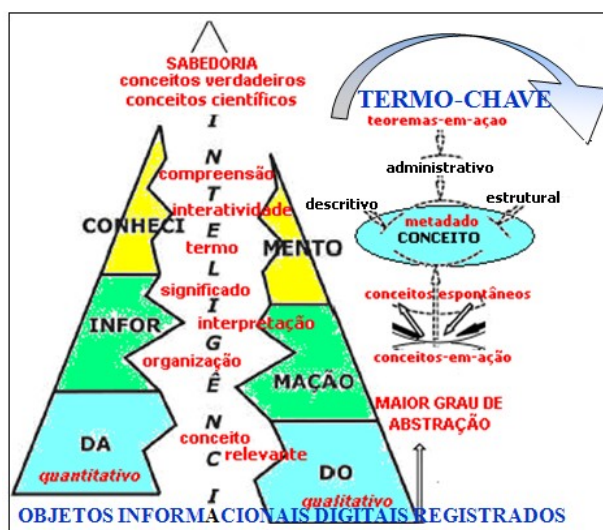 SABEDORIA
conceitos verdadeiros
conceitos científicos
INTELIGÊNCIA
compreensão
CONHECI
interatividade
MENTO
termo
significado
INFOR
interpretação
organização
MAÇÃO
DA
conceito
relevante
DO
quantitativo
qualitativo
TERMO-CHAVE
teoremas-em-açao
administrativo
descritivo
estrutural
metadado
CONCEITO
conceitos espontâneos
conceitos-em-ação
MAIOR GRAU DE
ABSTRAÇÃO
OBJETOS INFORMACIONAIS DIGITAIS REGISTRADOS